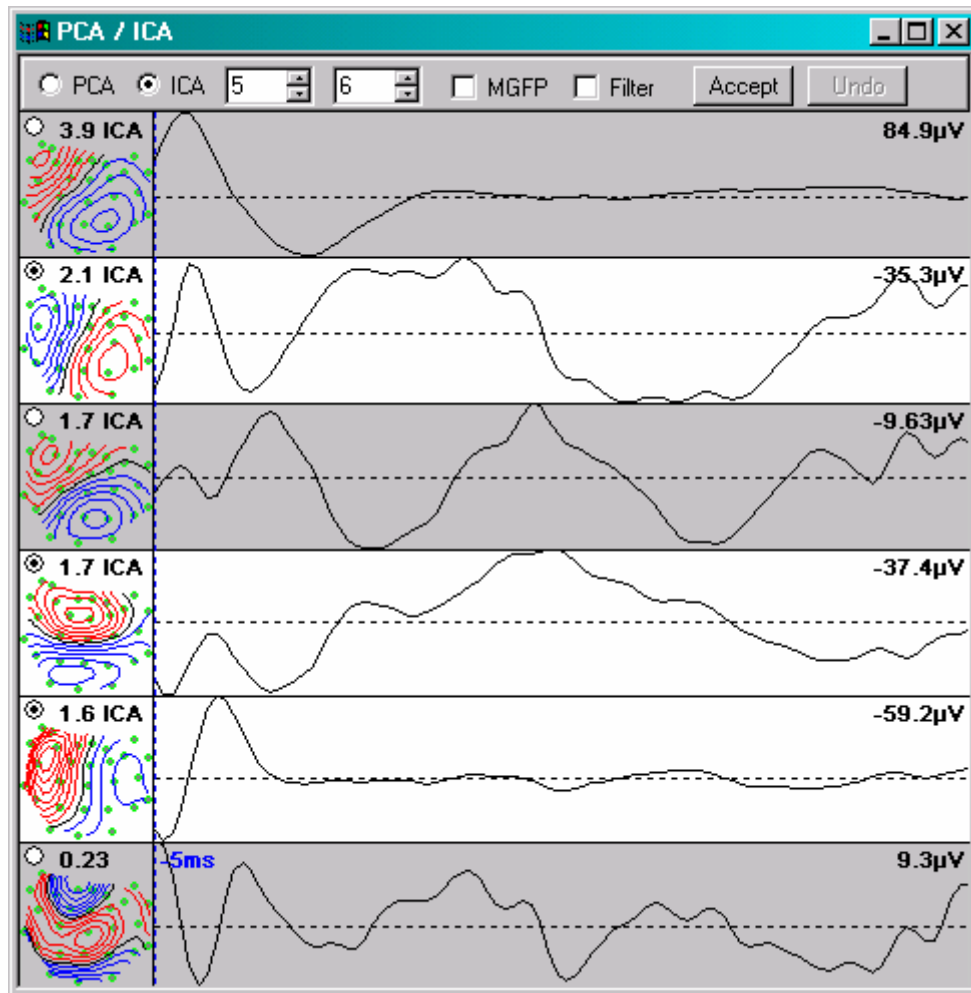 PCA / ICA
PCA ICA 5 6 MGFP Filter Accept Undo
3.9 ICA 84.9µV
2.1 ICA -35.3µV
1.7 ICA -9.63µV
1.7 ICA -37.4µV
1.6 ICA -59.2µV
0.23 -5ms 9.3µV